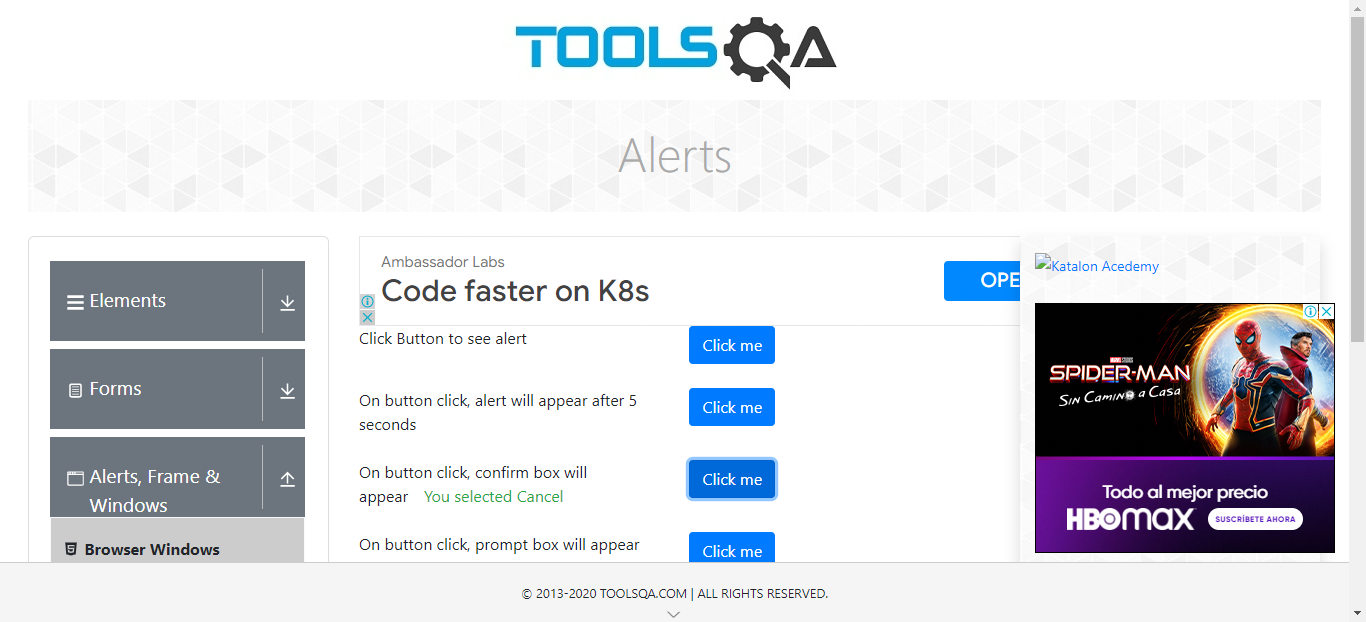 TOOLSQA
Alerts
Elements
Forms
Alerts, Frame &
Windows
Browser Windows
Ambassador Labs
Code faster on K8s
OPE
Click Button to see alert
Click me
On button click, alert will appear after 5
seconds
Click me
On button click, confirm box will
appear You selected Cancel
Click me
On button click, prompt box will appear
Click me
Katalon Acedemy
MARVEL STUDIOS
SPIDER-MAN
SIN CAMINO A CASA
Todo al mejor precio
HBOMAX
SUSCRÍBETE AHORA
© 2013-2020 TOOLSQA.COM | ALL RIGHTS RESERVED.